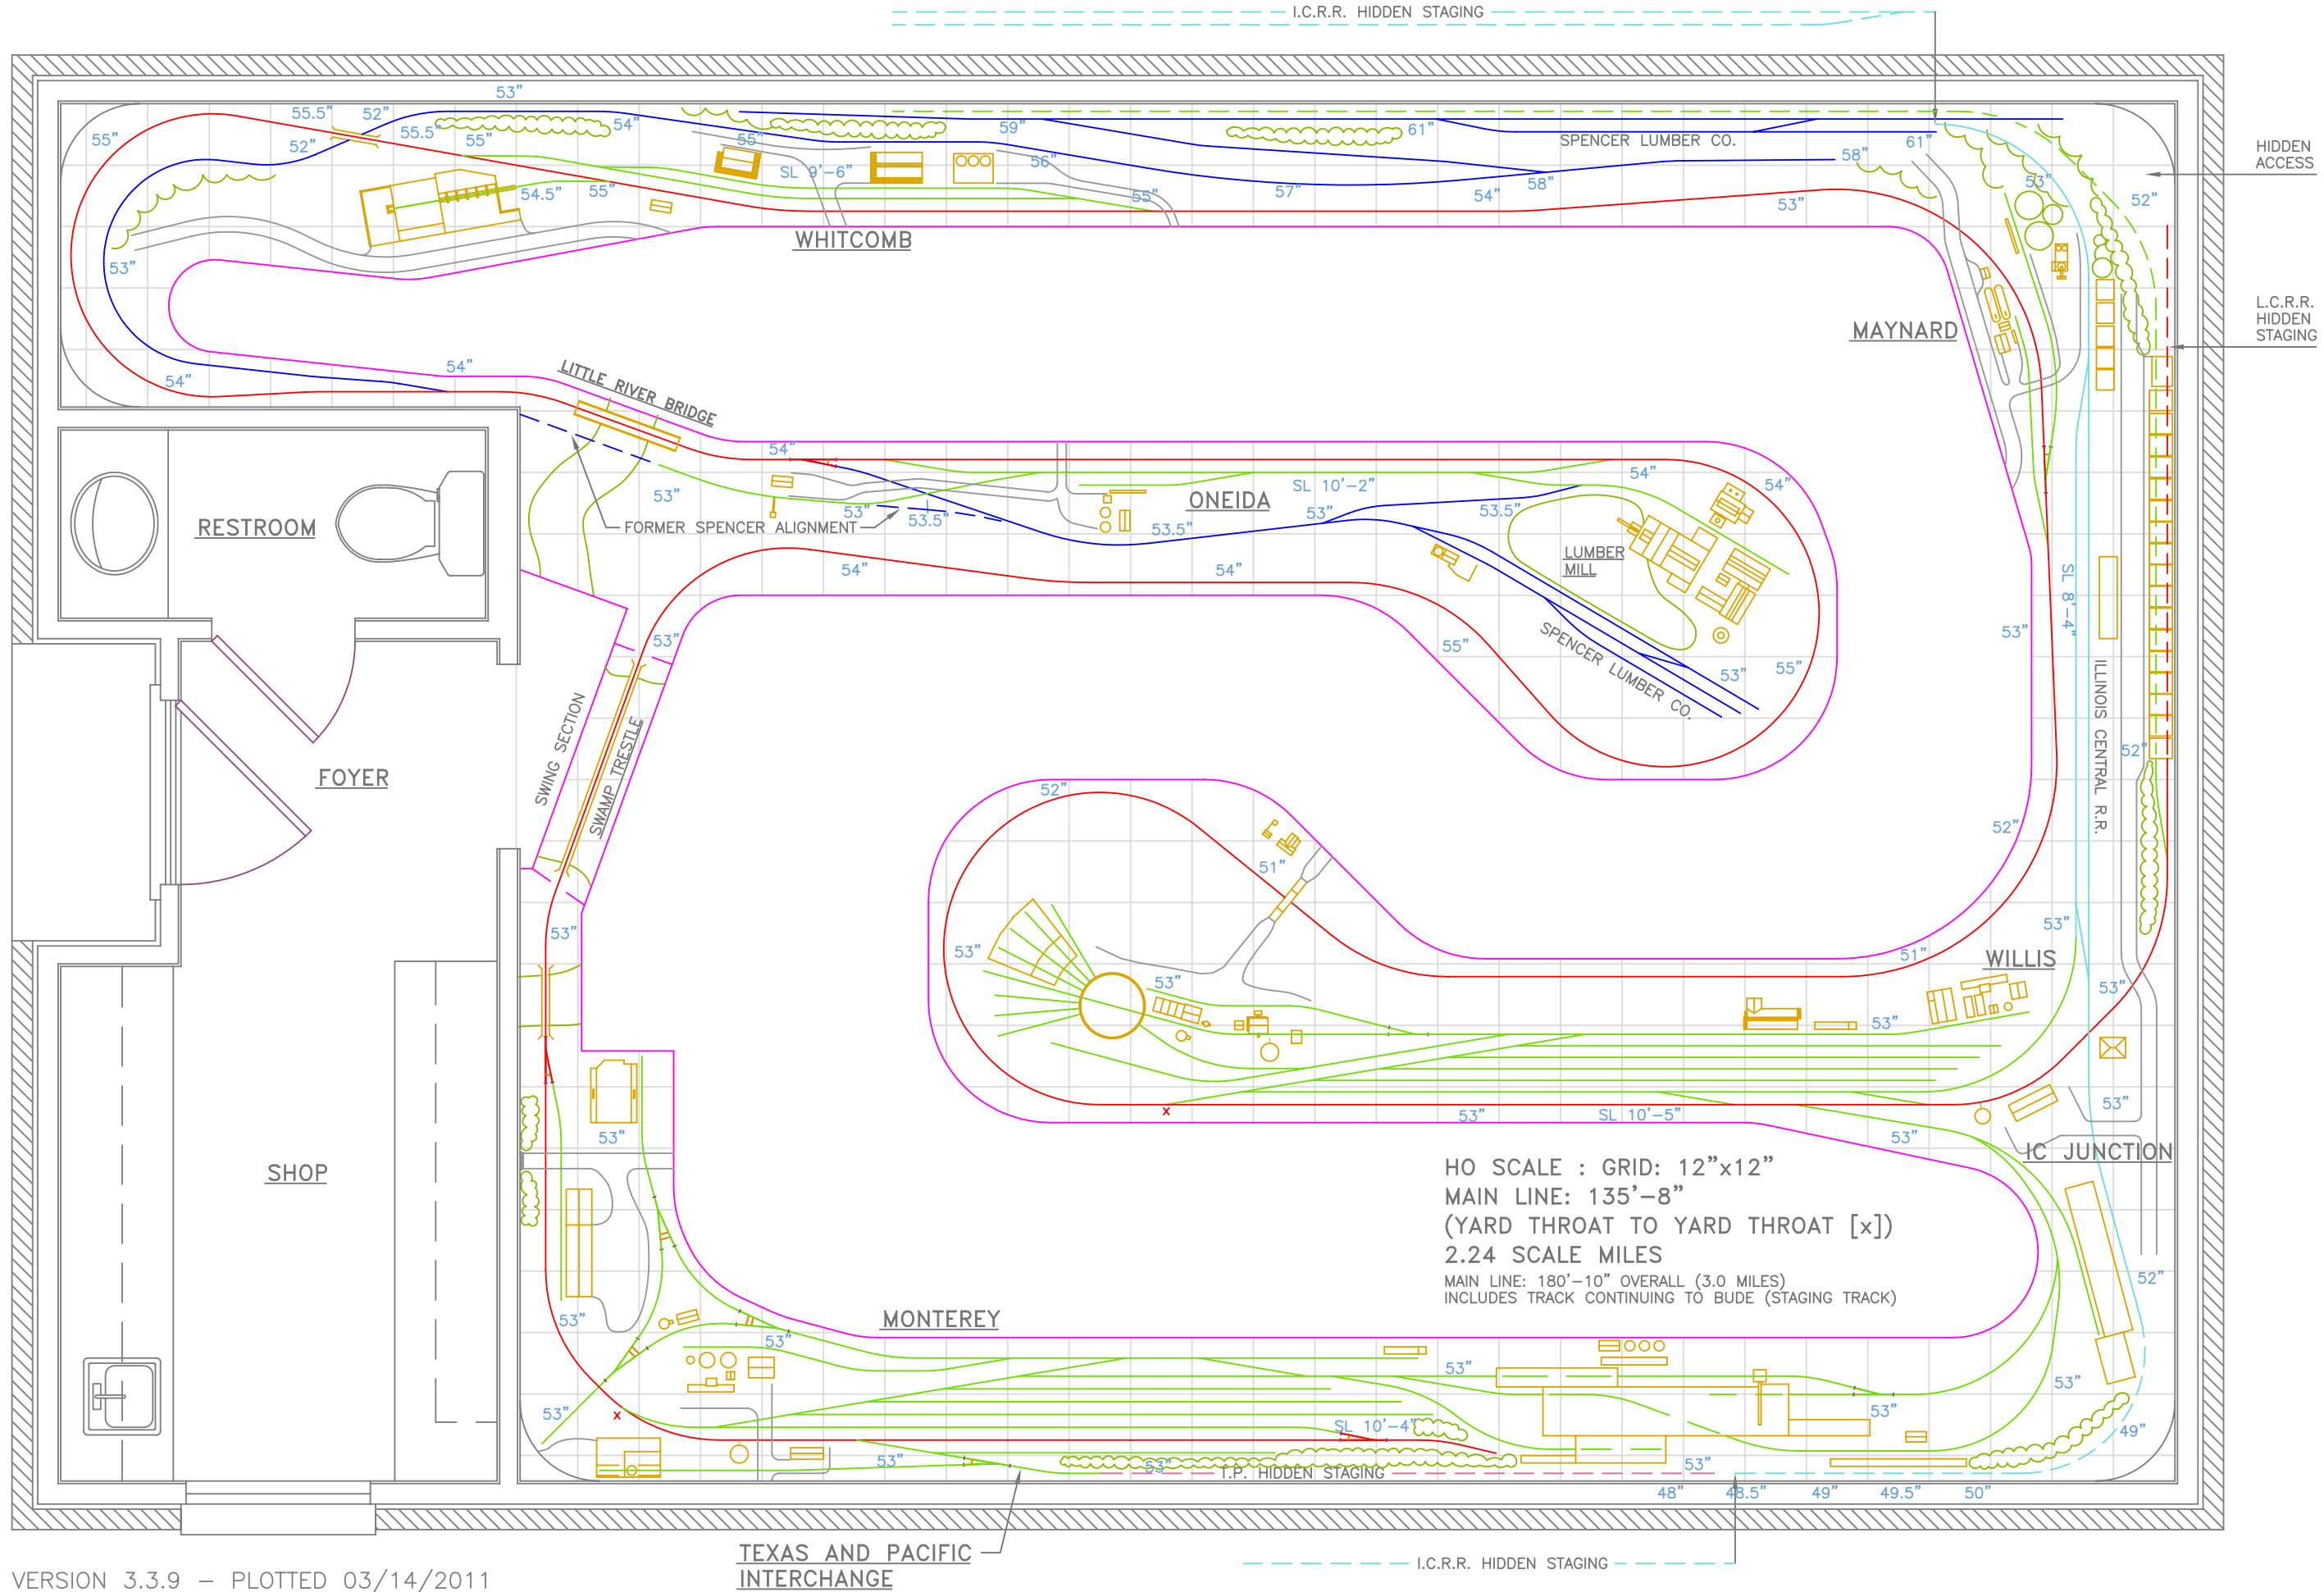 I.C.R.R. HIDDEN STAGING
53"
55.5" 52"
55.5"
55"
52"
55"
54"
55"
59"
61"
SPENCER LUMBER CO.
61"
HIDDEN
ACCESS
SL 9'-6"
56"
58"
54.5"
55"
55"
57"
54"
58"
53"
53"
52"
WHITCOMB
53"
MAYNARD
L.C.R.R.
HIDDEN
STAGING
54"
54"
LITTLE RIVER BRIDGE
54"
53"
RESTROOM
FORMER SPENCER ALIGNMENT
53"
53.5"
ONEIDA
SL 10'-2"
53.5"
53"
53.5"
54"
54"
LUMBER
MILL
54"
54"
53"
55"
SPENCER LUMBER CO.
53"
55"
53"
SL 8'-4"
ILLINOIS CENTRAL R.R.
52"
FOYER
SWING SECTION
SWAMP TRESTLE
52"
51"
52"
53"
53"
53"
51"
WILLIS
53"
53"
53"
53"
x
53"
SL 10'-5"
53"
53"
IC JUNCTION
SHOP
HO SCALE : GRID: 12"x12"
MAIN LINE: 135'-8"
(YARD THROAT TO YARD THROAT [x])
2.24 SCALE MILES
MAIN LINE: 180'-10" OVERALL (3.0 MILES)
INCLUDES TRACK CONTINUING TO BUDE (STAGING TRACK)
52"
53"
MONTEREY
53"
53"
53"
53"
x
SL 10'-4"
53"
49"
53"
53"
T.P. HIDDEN STAGING
53"
48"
48.5"
49"
49.5"
50"
TEXAS AND PACIFIC
INTERCHANGE
I.C.R.R. HIDDEN STAGING
VERSION 3.3.9 - PLOTTED 03/14/2011